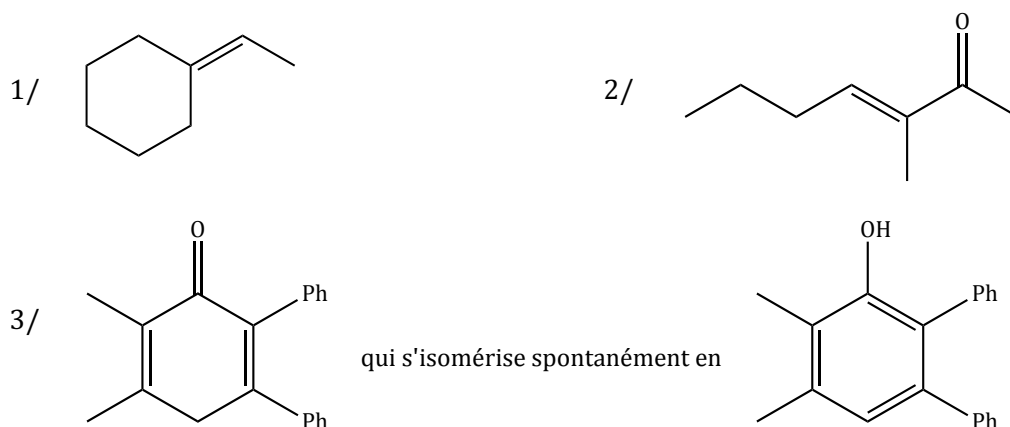 1/
2/
O
3/
O
Ph
Ph
qui s'isomérise spontanément en
OH
Ph
Ph